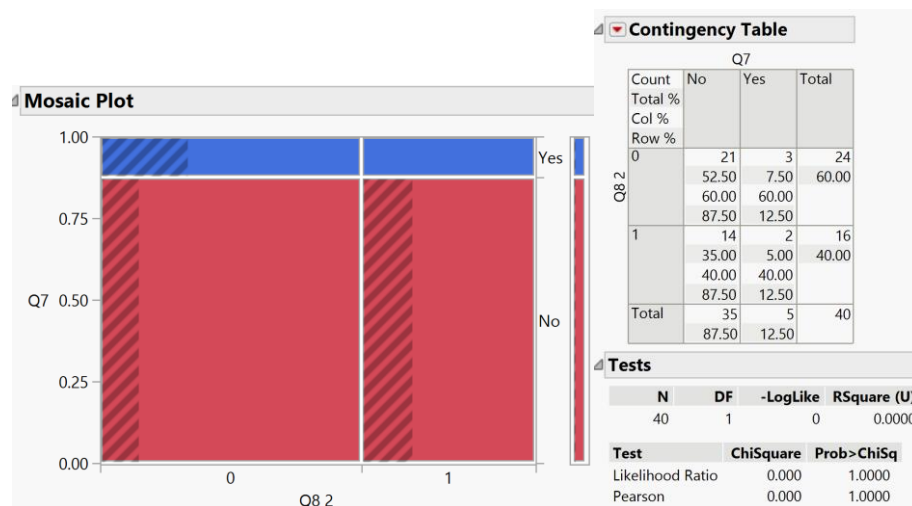 Mosaic Plot
1.00
0.75
Q7 0.50
0.25
0.00
Yes
No
0 1
Q8 2
Contingency Table
Q7
Count No Yes Total
Total %
Col %
Row %
Q8 2
0 21 3 24
52.50 7.50 60.00
60.00 60.00
87.50 12.50
1 14 2 16
35.00 5.00 40.00
40.00 40.00
87.50 12.50
Total 35 5 40
87.50 12.50
Tests
N DF -LogLike RSquare (U)
40 1 0 0.0000
Test ChiSquare Prob>ChiSq
Likelihood Ratio 0.000 1.0000
Pearson 0.000 1.0000